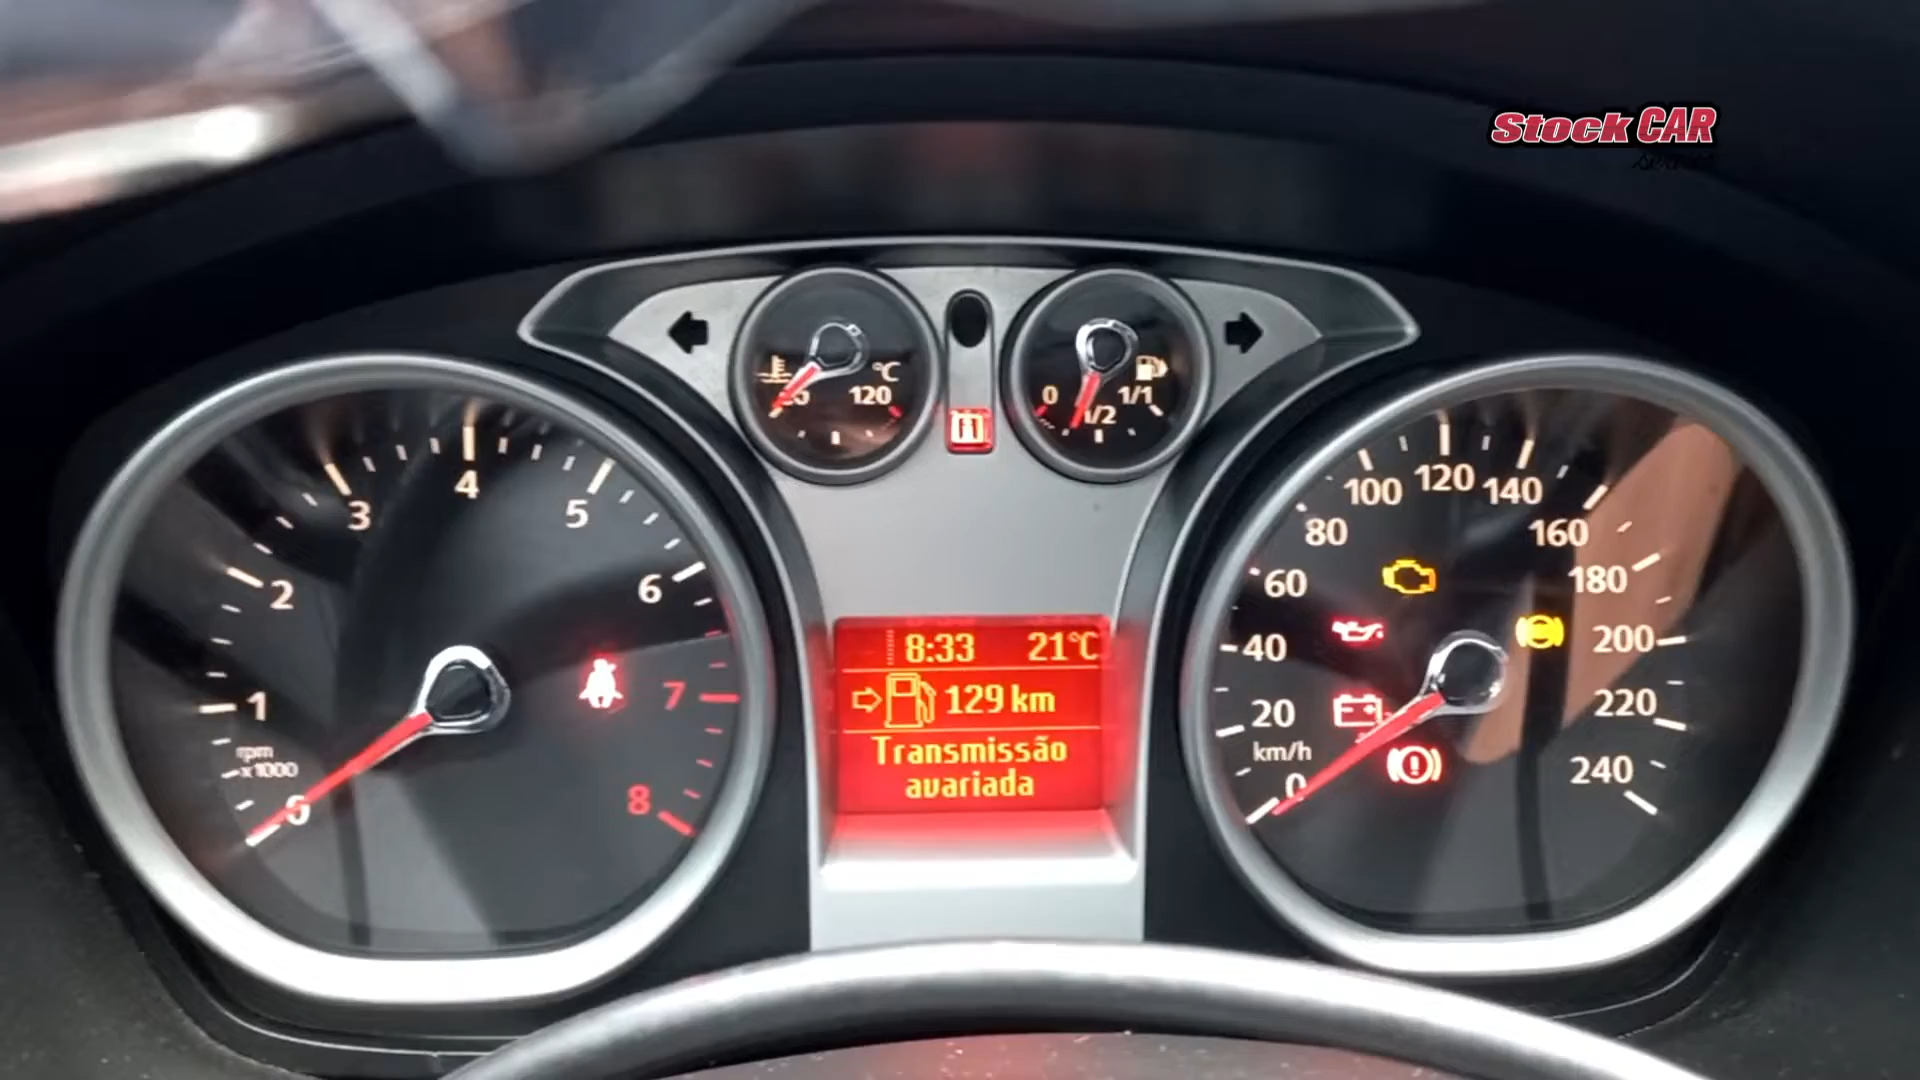 Stock CAR
°C
120
0
1/2
1/1
1
2
3
4
5
6
7
8
rpm
x1000
0
8:33 21°C
129 km
Transmissão
avariada
0
20
40
60
80
100
120
140
160
180
200
220
240
km/h